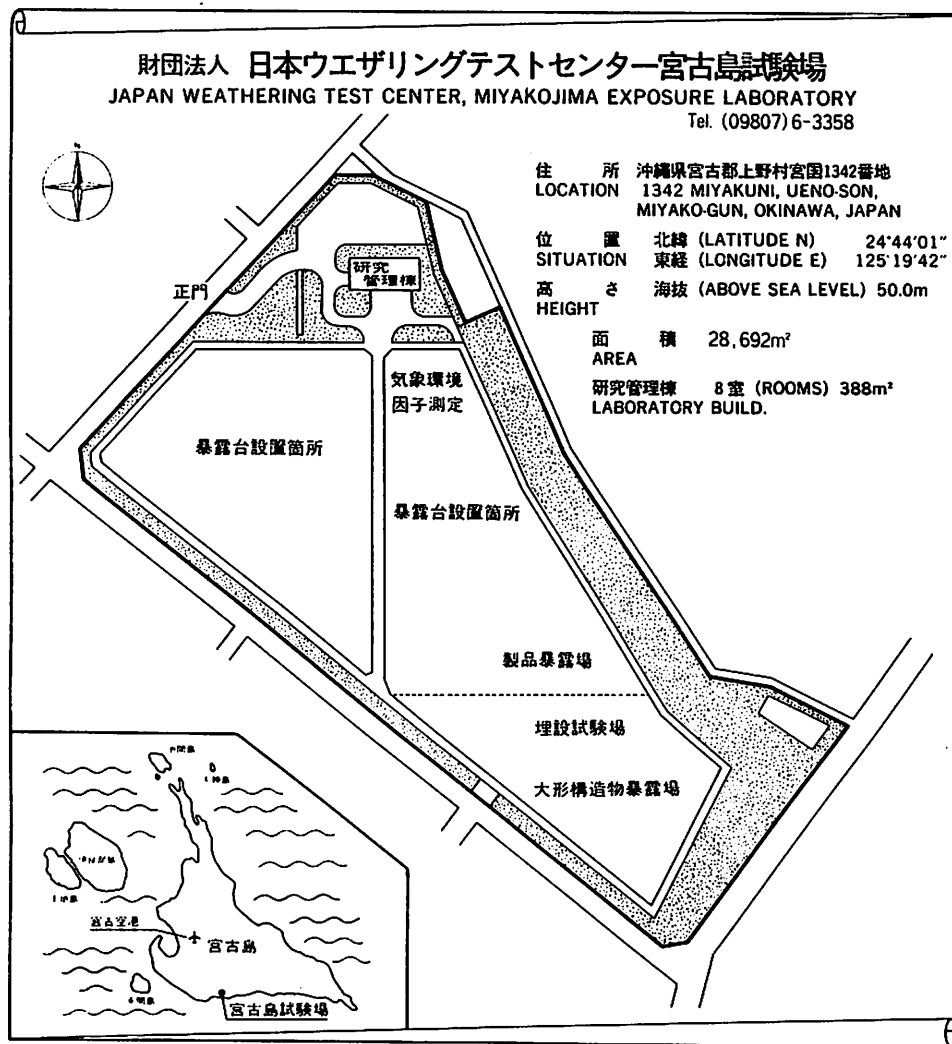 財団法人 日本ウエザリングテストセンター宮古島試験場
JAPAN WEATHERING TEST CENTER, MIYAKOJIMA EXPOSURE LABORATORY
Tel. (09807) 6-3358
N
住 所 沖縄県宮古郡上野村宮国1342番地
LOCATION 1342 MIYAKUNI, UENO-SON,
MIYAKO-GUN, OKINAWA, JAPAN
位 置 北緯 (LATITUDE N) 24°44'01"
SITUATION 東経 (LONGITUDE E) 125°19'42"
高 さ 海抜 (ABOVE SEA LEVEL) 50.0m
HEIGHT
面 積 28,692m²
AREA
研究管理棟 8室 (ROOMS) 388m²
LABORATORY BUILD.
研究
管理棟
正門
気象環境
因子測定
暴露台設置箇所
暴露台設置箇所
製品暴露場
埋設試験場
大形構造物暴露場
宮古空港
宮古島
宮古島試験場